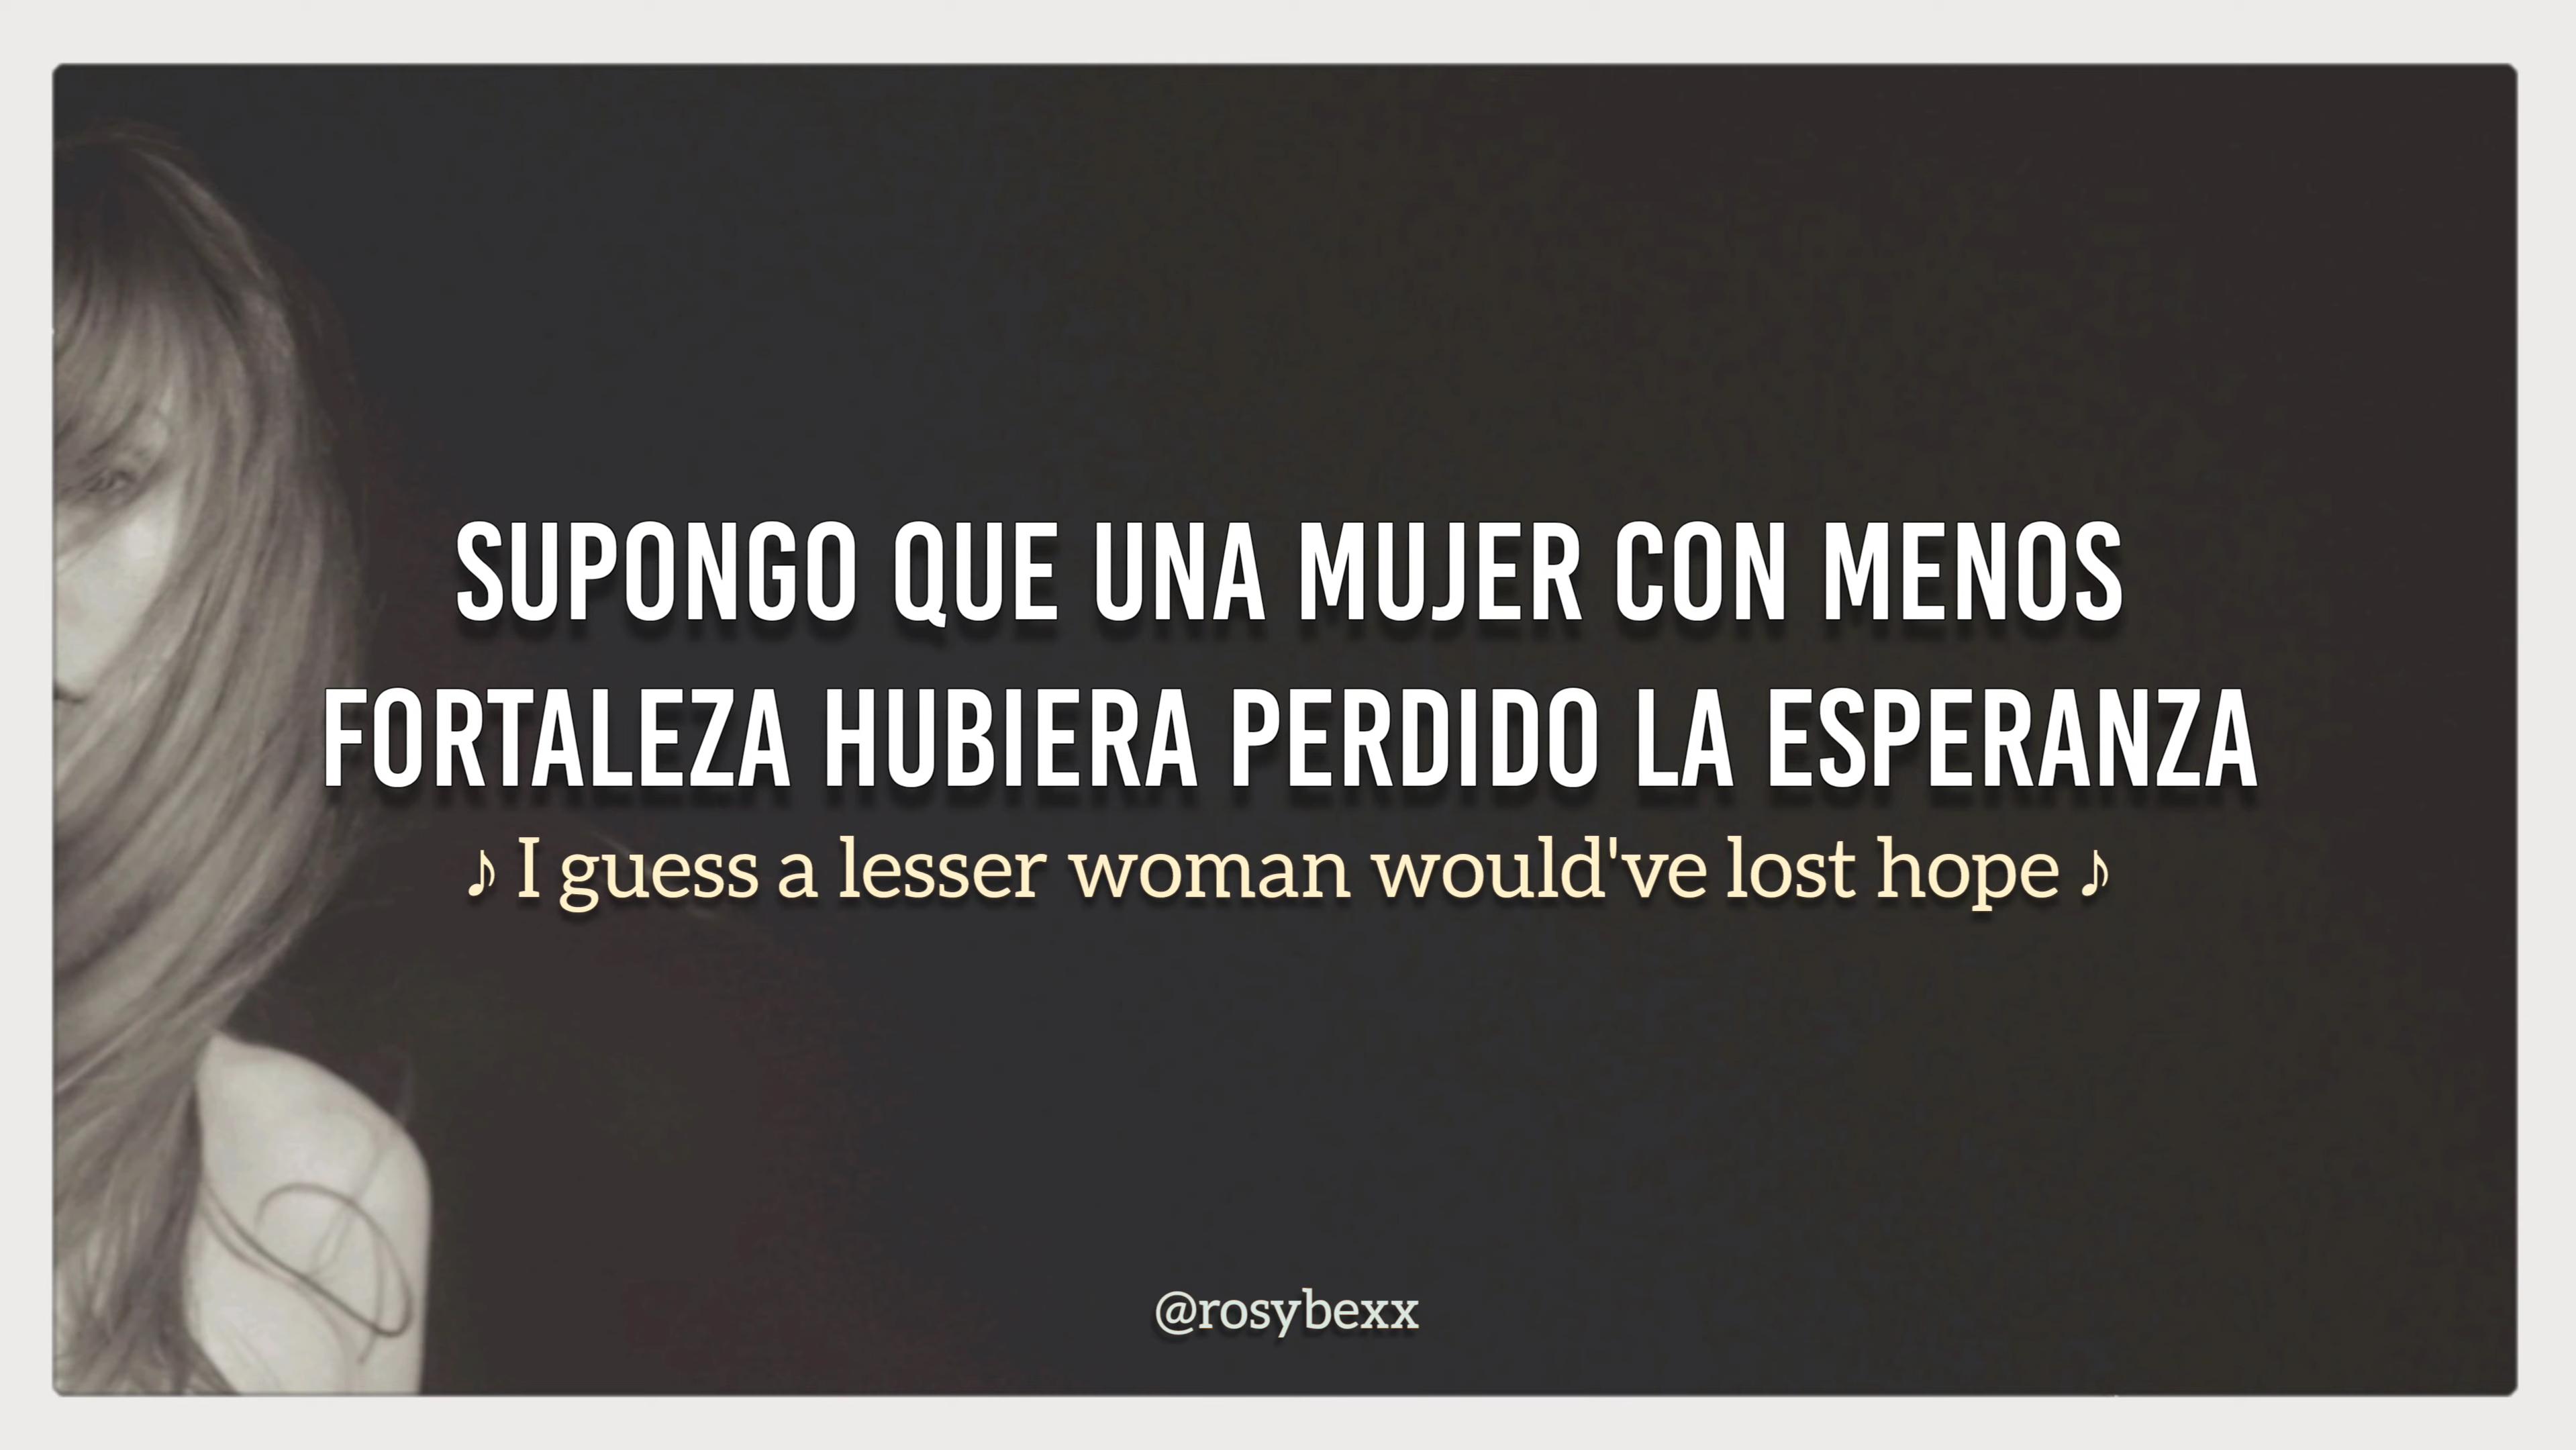 SUPONGO QUE UNA MUJER CON MENOS
FORTALEZA HUBIERA PERDIDO LA ESPERANZA
♪ I guess a lesser woman would've lost hope ♪
@rosybexx